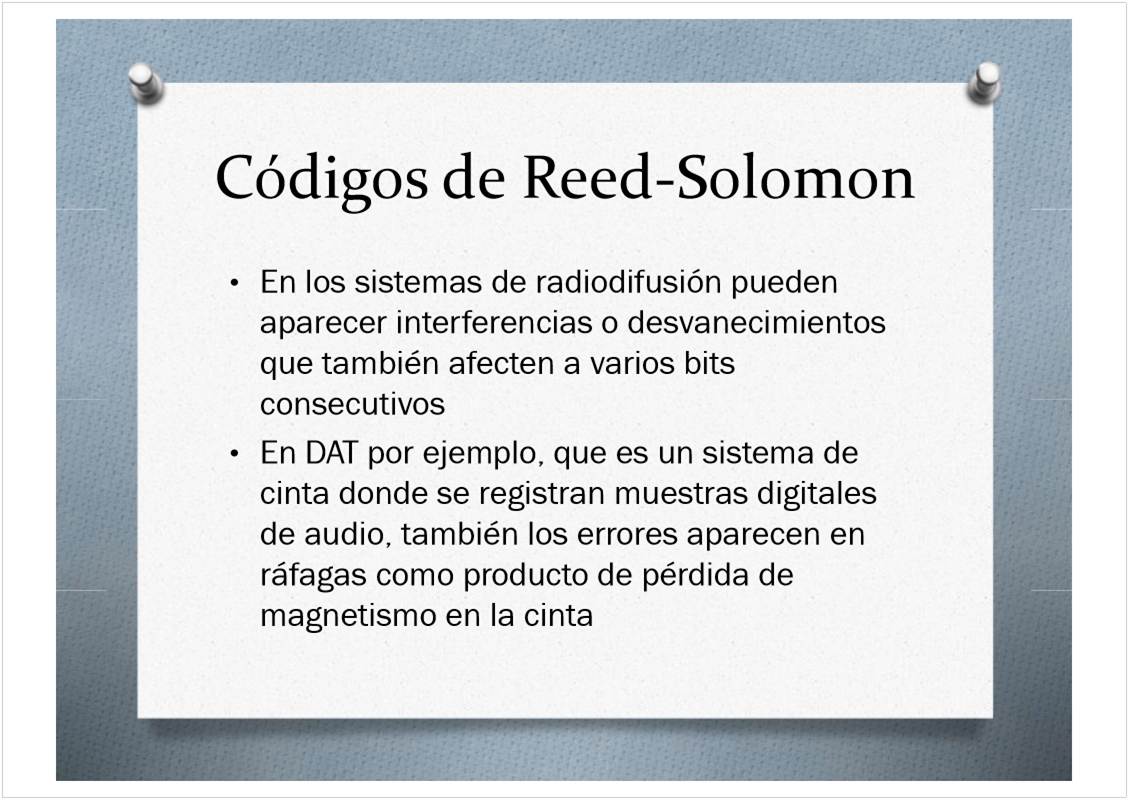 Códigos de Reed-Solomon
• En los sistemas de radiodifusión pueden
aparecer interferencias o desvanecimientos
que también afecten a varios bits
consecutivos
• En DAT por ejemplo, que es un sistema de
cinta donde se registran muestras digitales
de audio, también los errores aparecen en
ráfagas como producto de pérdida de
magnetismo en la cinta